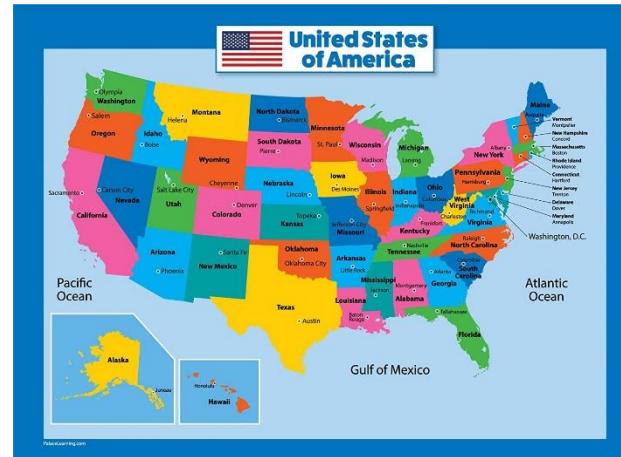 United States
of America
Olympia
Washington
Salem
Oregon
Montana
Helena
Idaho
Boise
North Dakota
Bismarck
South Dakota
Pierre
Minnesota
St. Paul
Wisconsin
Madison
Michigan
Lansing
Wyoming
Cheyenne
Nebraska
Lincoln
Iowa
Des Moines
Sacramento
California
Carson City
Nevada
Salt Lake City
Utah
Denver
Colorado
Topeka
Kansas
Jefferson City
Missouri
Illinois
Springfield
Indiana
Indianapolis
Ohio
Columbus
West
Virginia
Charleston
Pennsylvania
Harrisburg
Albany
New York
Maine
Augusta
Vermont
Montpelier
New Hampshire
Concord
Massachusetts
Boston
Rhode Island
Providence
Connecticut
Hartford
New Jersey
Trenton
Delaware
Dover
Maryland
Annapolis
Washington, D.C.
Richmond
Virginia
Frankfort
Kentucky
Nashville
Tennessee
Raleigh
North Carolina
Columbia
South
Carolina
Atlanta
Georgia
Montgomery
Alabama
Mississippi
Jackson
Arkansas
Little Rock
Louisiana
Baton
Rouge
Oklahoma
Oklahoma City
Santa Fe
New Mexico
Arizona
Phoenix
Texas
Austin
Tallahassee
Florida
Pacific
Ocean
Atlantic
Ocean
Gulf of Mexico
Alaska
Juneau
Honolulu
Hawaii
PalaceLearning.com